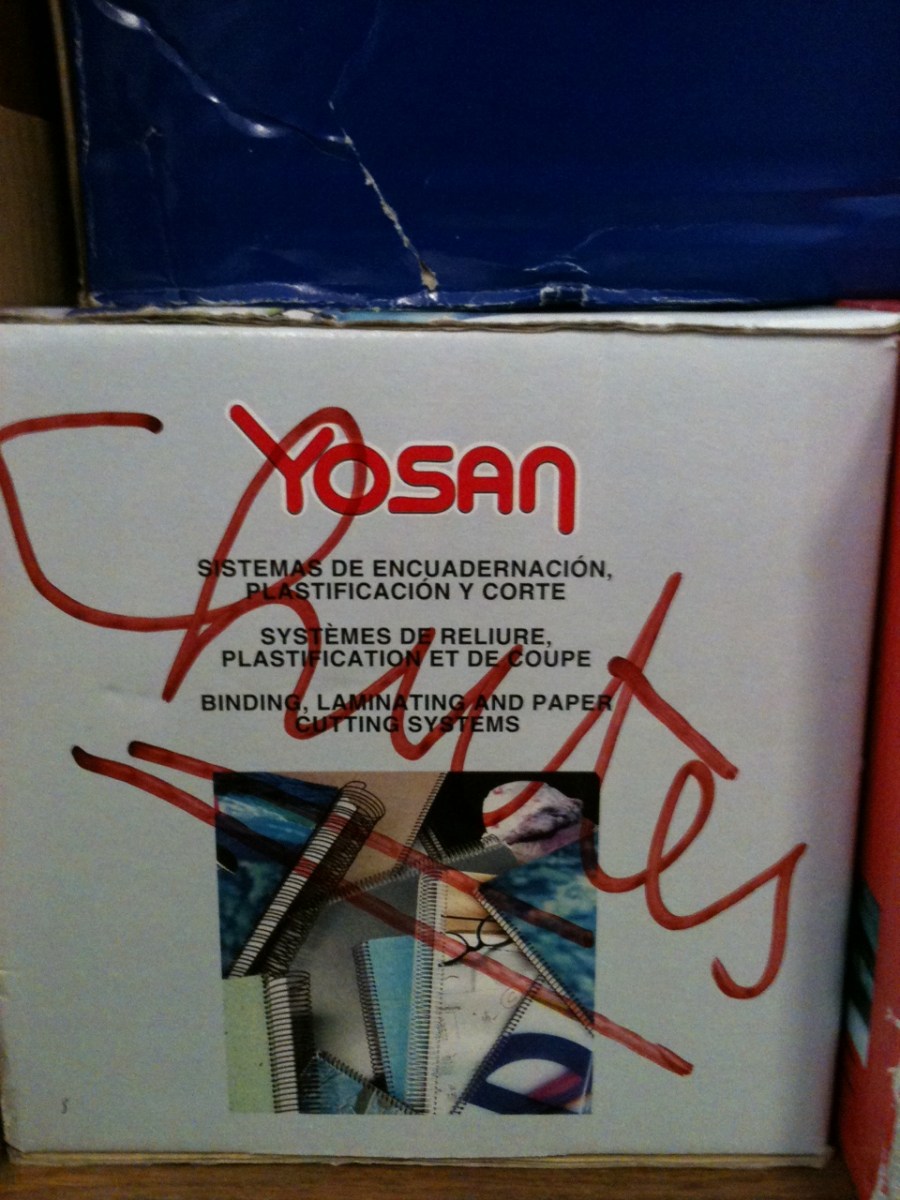 YOSAN
SISTEMAS DE ENCUADERNACIÓN,
PLASTIFICACIÓN Y CORTE
SYSTÈMES DE RELIURE,
PLASTIFICATION ET DE COUPE
BINDING, LAMINATING AND PAPER
CUTTING SYSTEMS
Chutes